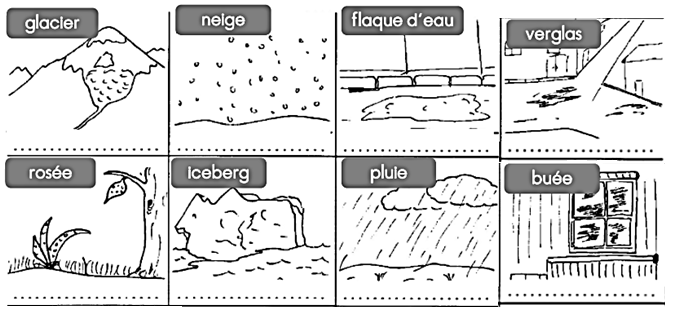 glacier
neige
flaque d'eau
verglas
rosée
iceberg
pluie
buée